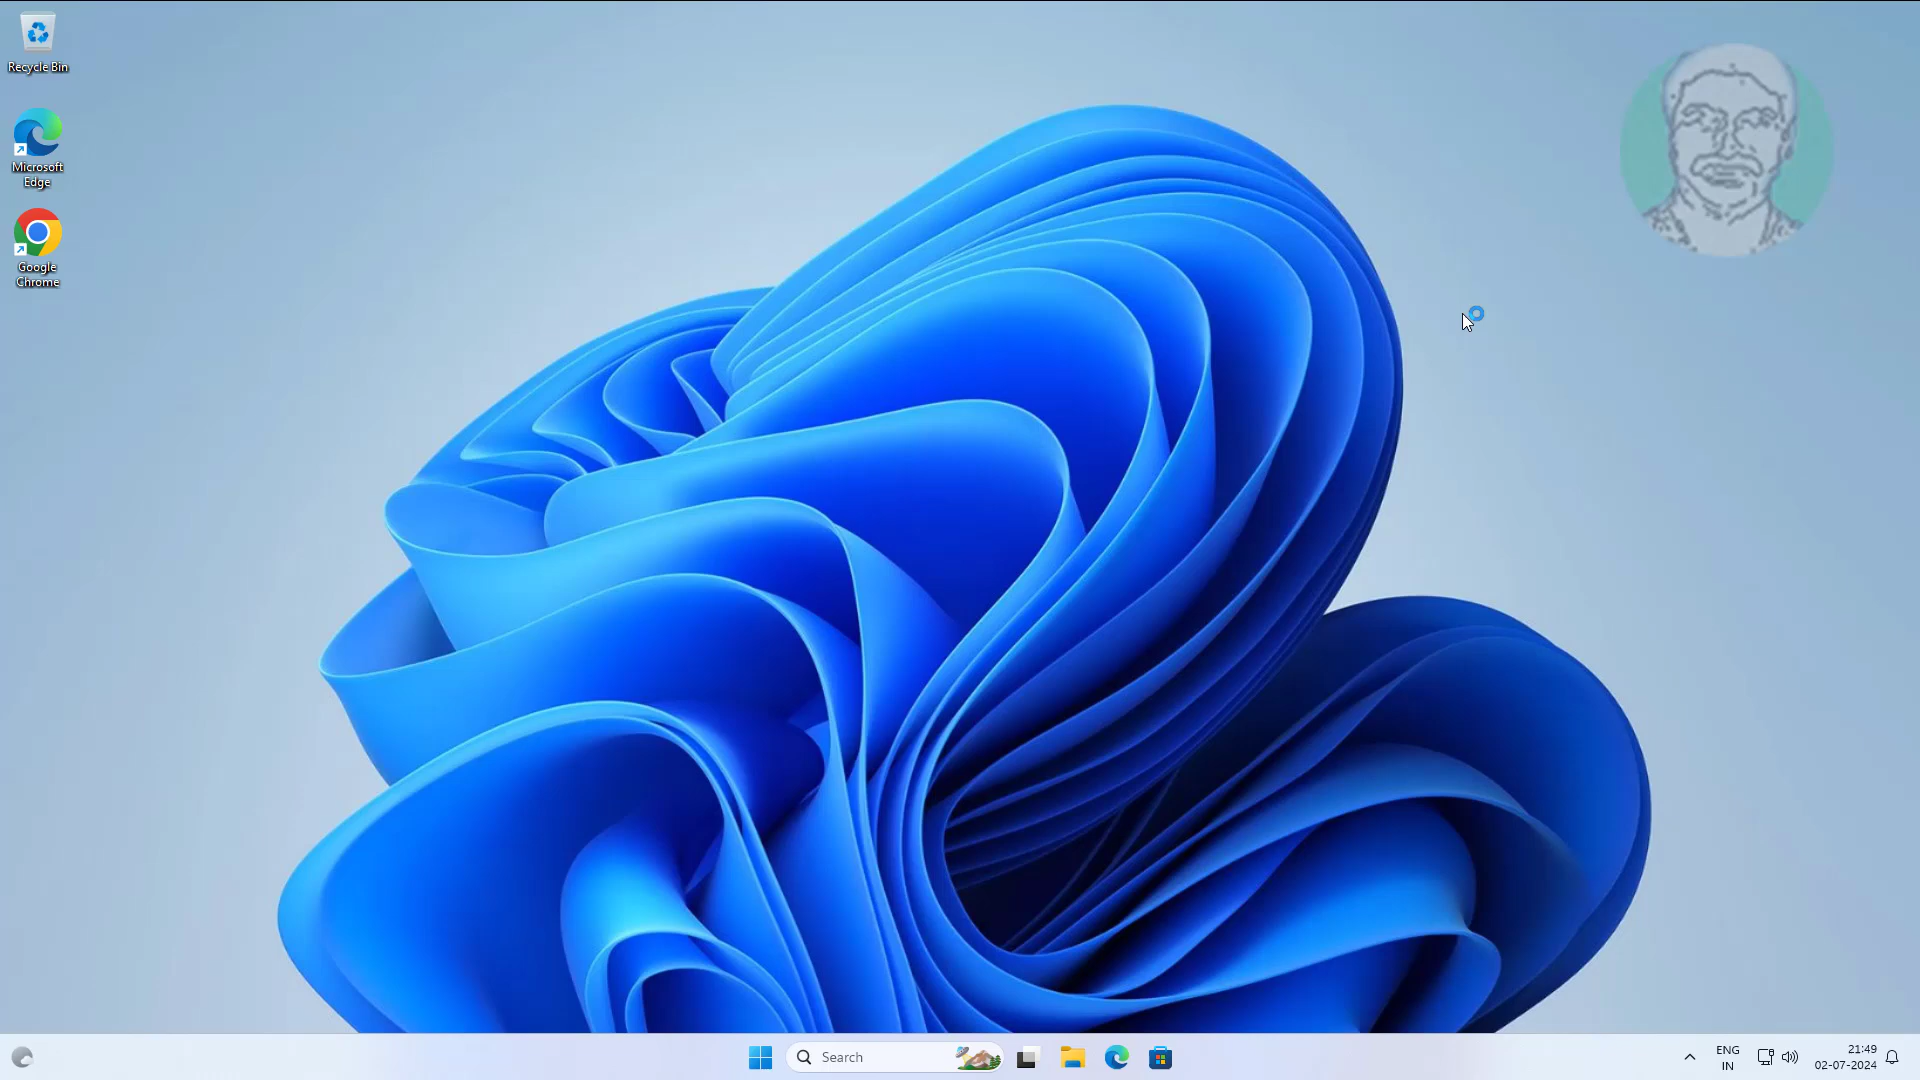 Recycle Bin
Microsoft
Edge
Google
Chrome
Search
ENG
IN
21:49
02-07-2024